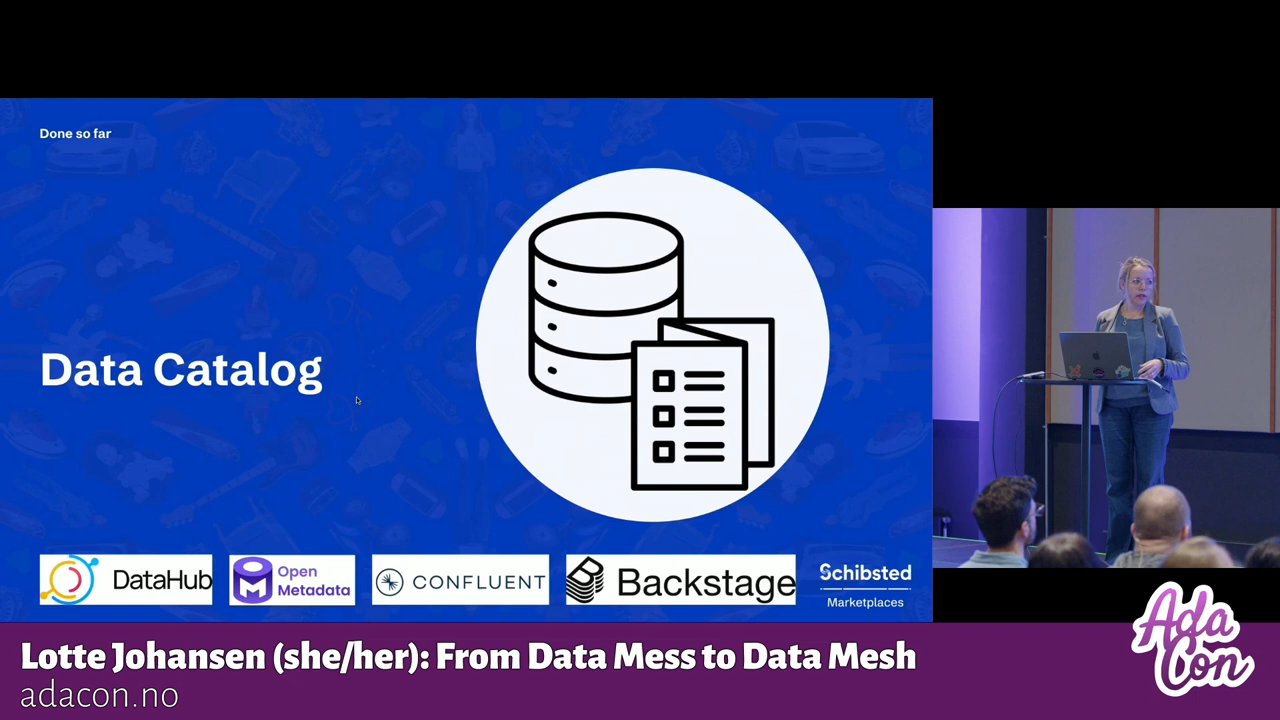 Done so far
Data Catalog
DataHub
Open
Metadata
CONFLUENT
Backstage
Schibsted
Marketplaces
Lotte Johansen (she/her): From Data Mess to Data Mesh
adacon.no
Ada
Con